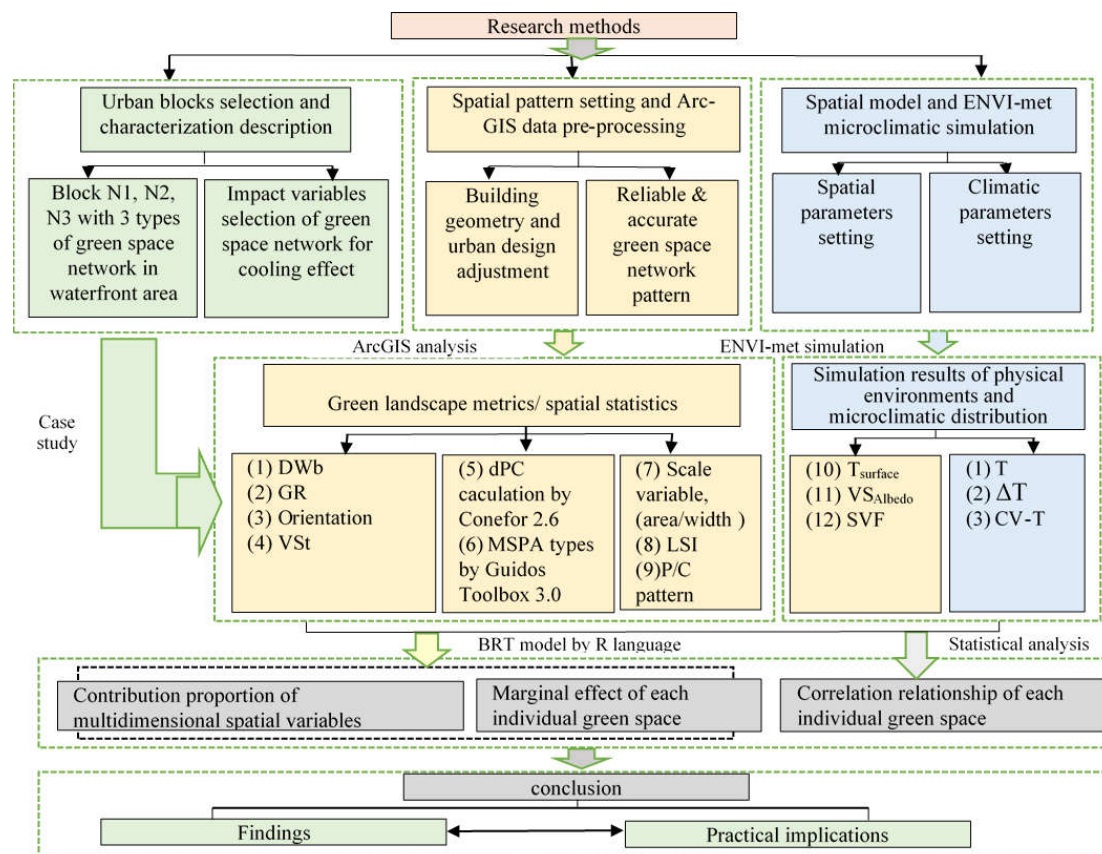 Research methods
Urban blocks selection and
characterization description
Block N1, N2,
N3 with 3 types
of green space
network in
waterfront area
Impact variables
selection of green
space network for
cooling effect
Spatial pattern setting and Arc-
GIS data pre-processing
Building
geometry and
urban design
adjustment
Reliable &
accurate green
space network
pattern
Spatial model and ENVI-met
microclimatic simulation
Spatial
parameters
setting
Climatic
parameters
setting
ArcGIS analysis
ENVI-met simulation
Case
study
Green landscape metrics/ spatial statistics
(1) DWb
(2) GR
(3) Orientation
(4) VSt
(5) dPC
caculation by
Conefor 2.6
(6) MSPA types
by Guidos
Toolbox 3.0
(7) Scale
variable,
(area/width )
(8) LSI
(9)P/C
pattern
Simulation results of physical
environments and
microclimatic distribution
(10) Tsurface
(11) VSAlbedo
(12) SVF
(1) T
(2) ΔT
(3) CV-T
BRT model by R language
Statistical analysis
Contribution proportion of
multidimensional spatial variables
Marginal effect of each
individual green space
Correlation relationship of each
individual green space
conclusion
Findings
Practical implications